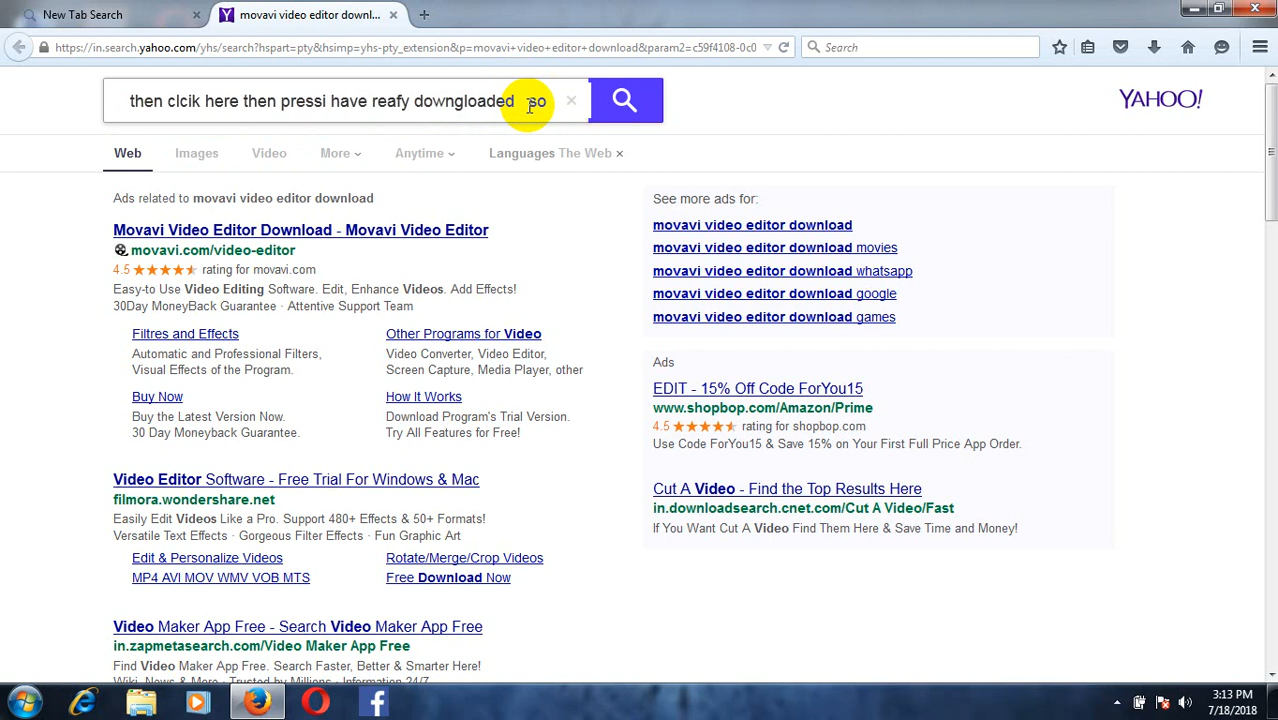 New Tab Search
movavi video editor downl...
https://in.search.yahoo.com/yhs/search?hspart=pty&hsimp=yhs-pty_extension&p=movavi+video+editor+download&param2=c59f4108-0c0
Search
then clcik here then pressi have reafy downgloaded so
YAHOO!
Web Images Video More Anytime Languages The Web ×
Ads related to movavi video editor download
Movavi Video Editor Download - Movavi Video Editor
movavi.com/video-editor
4.5 rating for movavi.com
Easy-to Use Video Editing Software. Edit, Enhance Videos. Add Effects!
30Day MoneyBack Guarantee · Attentive Support Team
Filtres and Effects
Automatic and Professional Filters,
Visual Effects of the Program.
Other Programs for Video
Video Converter, Video Editor,
Screen Capture, Media Player, other
Buy Now
Buy the Latest Version Now.
30 Day Moneyback Guarantee.
How It Works
Download Program's Trial Version.
Try All Features for Free!
Video Editor Software - Free Trial For Windows & Mac
filmora.wondershare.net
Easily Edit Videos Like a Pro. Support 480+ Effects & 50+ Formats!
Versatile Text Effects · Gorgeous Filter Effects · Fun Graphic Art
Edit & Personalize Videos
Rotate/Merge/Crop Videos
MP4 AVI MOV WMV VOB MTS
Free Download Now
Video Maker App Free - Search Video Maker App Free
in.zapmetasearch.com/Video Maker App Free
Find Video Maker App Free. Search Faster, Better & Smarter Here!
Wiki, News & More · Trusted by Millions · Information 24/7
See more ads for:
movavi video editor download
movavi video editor download movies
movavi video editor download whatsapp
movavi video editor download google
movavi video editor download games
Ads
EDIT - 15% Off Code ForYou15
www.shopbop.com/Amazon/Prime
4.5 rating for shopbop.com
Use Code ForYou15 & Save 15% on Your First Full Price App Order.
Cut A Video - Find the Top Results Here
in.downloadsearch.cnet.com/Cut A Video/Fast
If You Want Cut A Video Find Them Here & Save Time and Money!
3:13 PM
7/18/2018